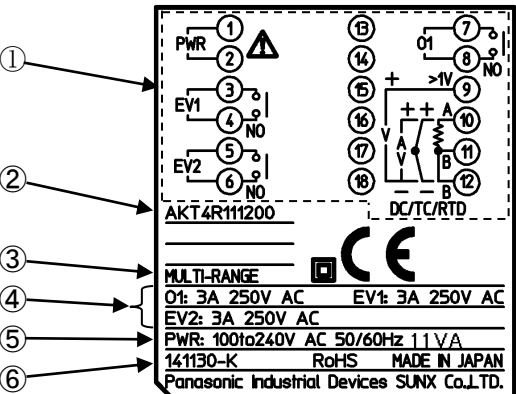 ①
②
③
④
⑤
⑥
PWR 1 2
EV1 3 4 NO
EV2 5 6 NO
13
14
15
16
17
18
O1 7 8 NO
+ >1V 9
V A V + + A 10
B 11
− − B 12
DC/TC/RTD
AKT4R111200
MULTI-RANGE CE
O1: 3A 250V AC EV1: 3A 250V AC
EV2: 3A 250V AC
PWR: 100to240V AC 50/60Hz 11VA
141130-K RoHS MADE IN JAPAN
Panasonic Industrial Devices SUNX Co.,LTD.